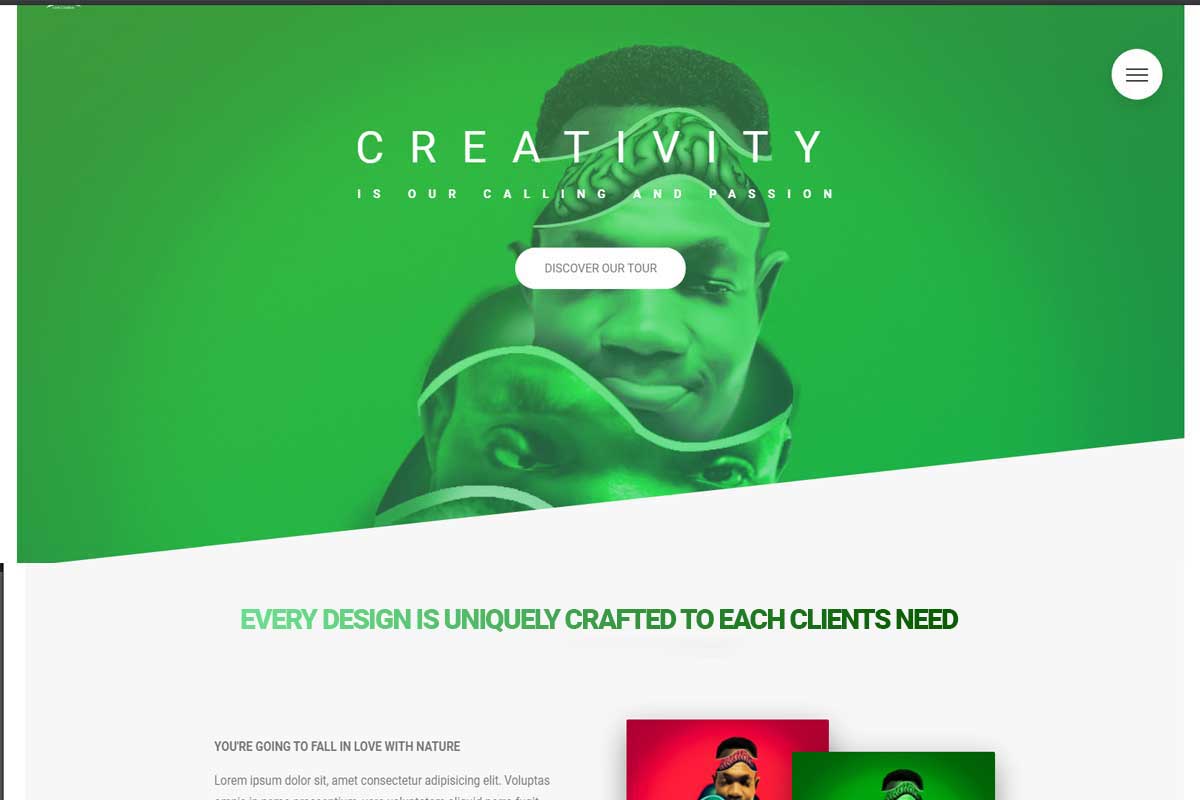 CREATIVITY
IS OUR CALLING AND PASSION
DISCOVER OUR TOUR
EVERY DESIGN IS UNIQUELY CRAFTED TO EACH CLIENTS NEED
YOU'RE GOING TO FALL IN LOVE WITH NATURE
Lorem ipsum dolor sit, amet consectetur adipisicing elit. Voluptas